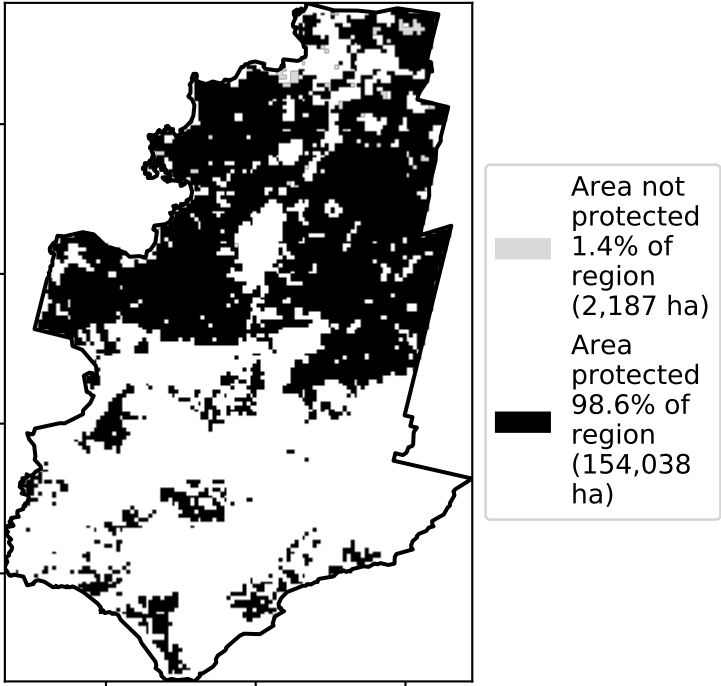 Area not
protected
1.4% of
region
(2,187 ha)
Area
protected
98.6% of
region
(154,038
ha)